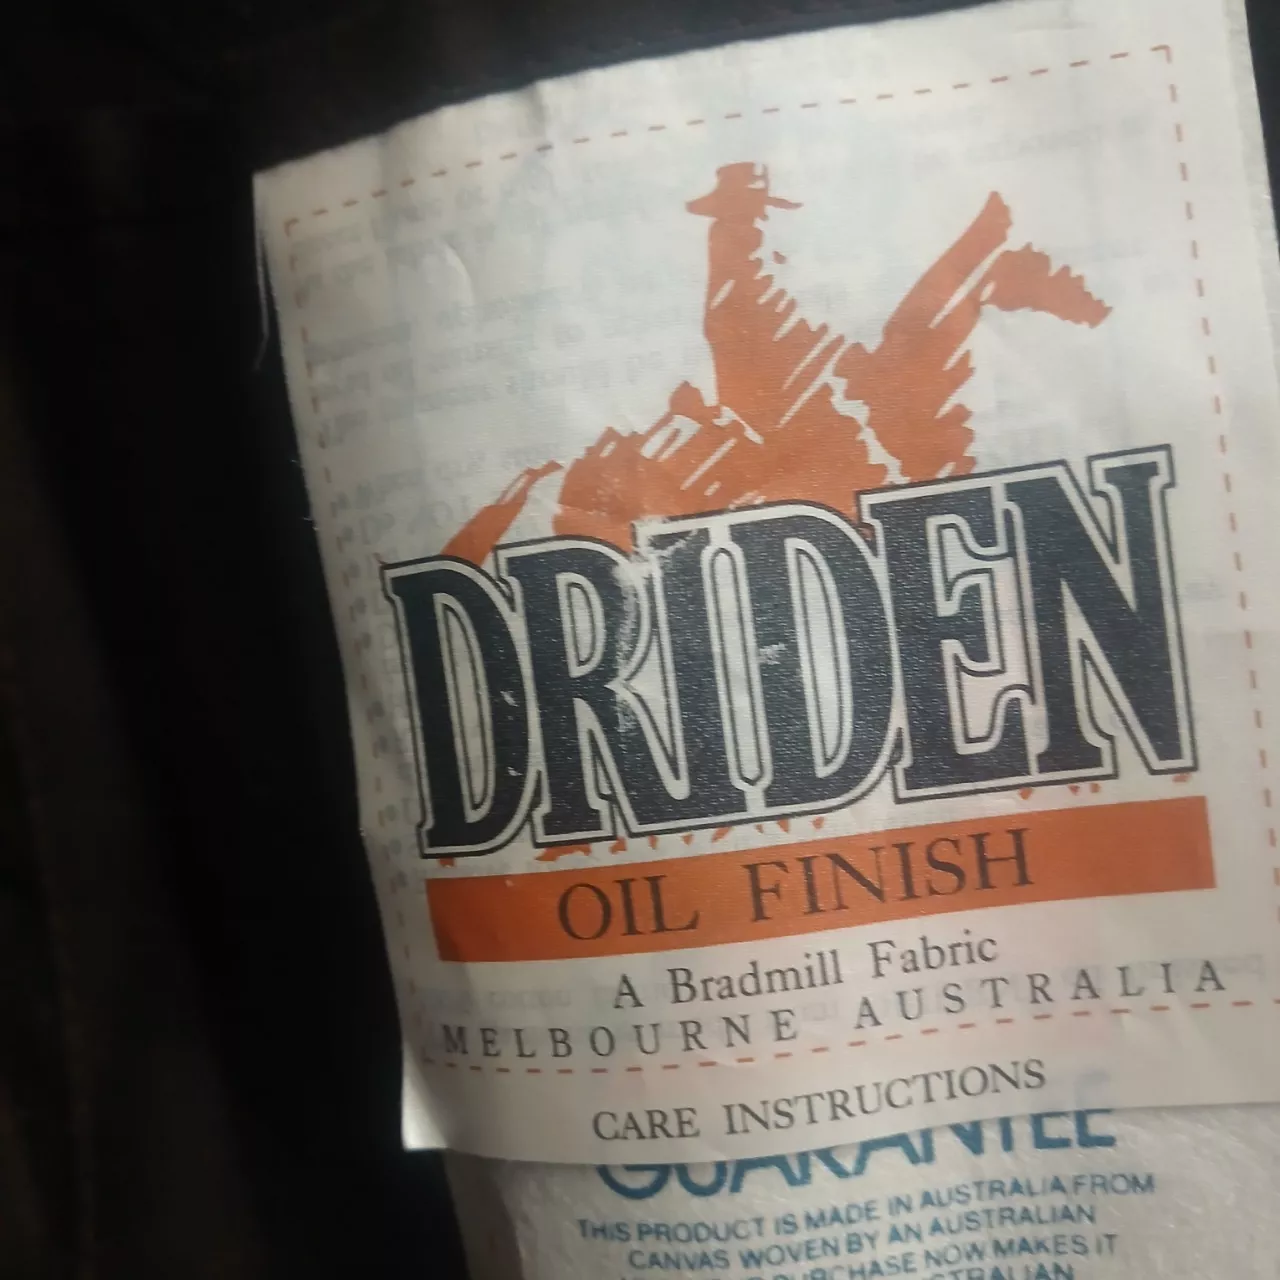 DRIDEN
OIL FINISH
A Bradmill Fabric
MELBOURNE AUSTRALIA
CARE INSTRUCTIONS
GUARANTEE
THIS PRODUCT IS MADE IN AUSTRALIA FROM
CANVAS WOVEN BY AN AUSTRALIAN
PURCHASE NOW MAKES IT
AUSTRALIAN